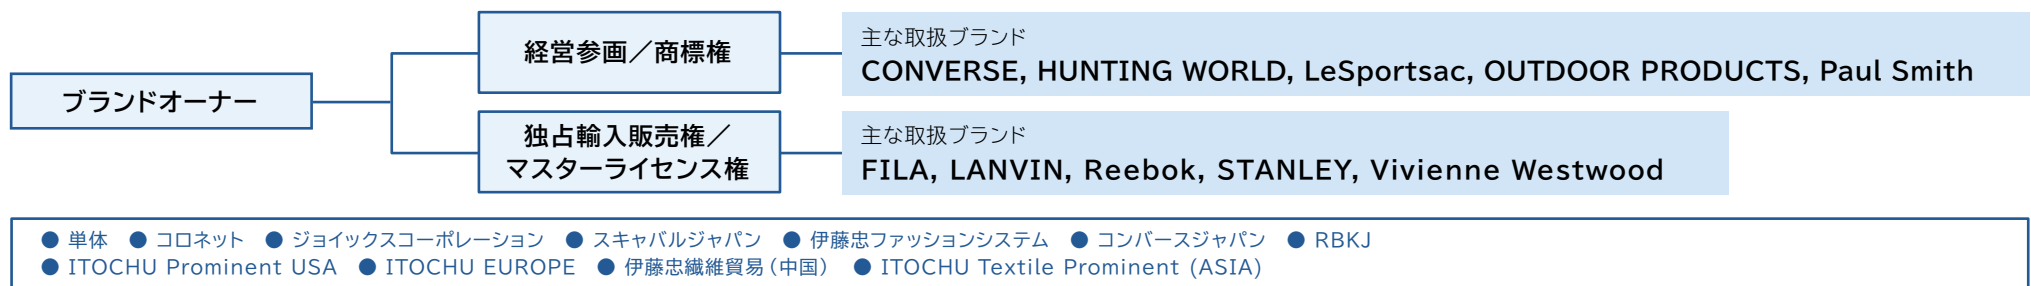 ブランドオーナー
経営参画／商標権
主な取扱ブランド
CONVERSE, HUNTING WORLD, LeSportsac, OUTDOOR PRODUCTS, Paul Smith
独占輸入販売権／
マスターライセンス権
主な取扱ブランド
FILA, LANVIN, Reebok, STANLEY, Vivienne Westwood
● 単体 ● コロネット ● ジョイックスコーポレーション ● スキャバルジャパン ● 伊藤忠ファッションシステム ● コンバースジャパン ● RBKJ
● ITOCHU Prominent USA ● ITOCHU EUROPE ● 伊藤忠繊維貿易（中国） ● ITOCHU Textile Prominent (ASIA)